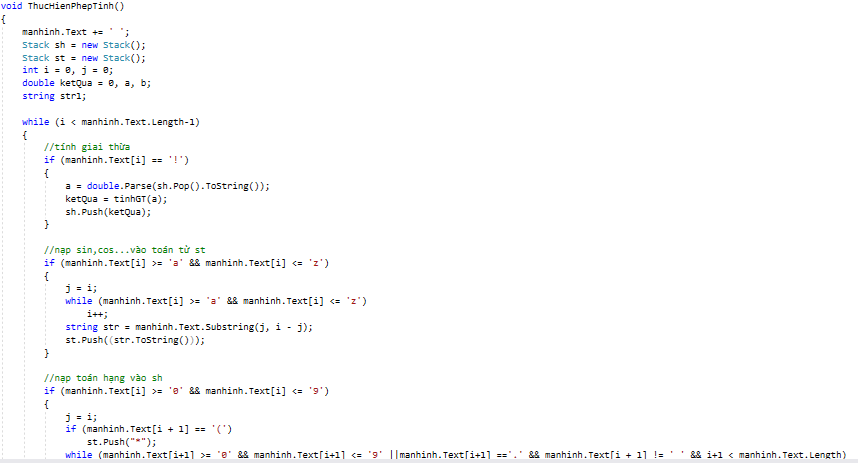 void ThucHienPhepTinh()
{
manhinh.Text += ' ';
Stack sh = new Stack();
Stack st = new Stack();
int i = 0, j = 0;
double ketQua = 0, a, b;
string str1;
while (i < manhinh.Text.Length-1)
{
//tính giai thừa
if (manhinh.Text[i] == '!')
{
a = double.Parse(sh.Pop().ToString());
ketQua = tinhGT(a);
sh.Push(ketQua);
}
//nạp sin,cos...vào toán tử st
if (manhinh.Text[i] >= 'a' && manhinh.Text[i] <= 'z')
{
j = i;
while (manhinh.Text[i] >= 'a' && manhinh.Text[i] <= 'z')
i++;
string str = manhinh.Text.Substring(j, i - j);
st.Push((str.ToString()));
}
//nạp toán hạng vào sh
if (manhinh.Text[i] >= '0' && manhinh.Text[i] <= '9')
{
j = i;
if (manhinh.Text[i + 1] == '(')
st.Push("*");
while (manhinh.Text[i+1] >= '0' && manhinh.Text[i+1] <= '9' ||manhinh.Text[i+1] =='.' && manhinh.Text[i + 1] != ' ' && i+1 < manhinh.Text.Length)